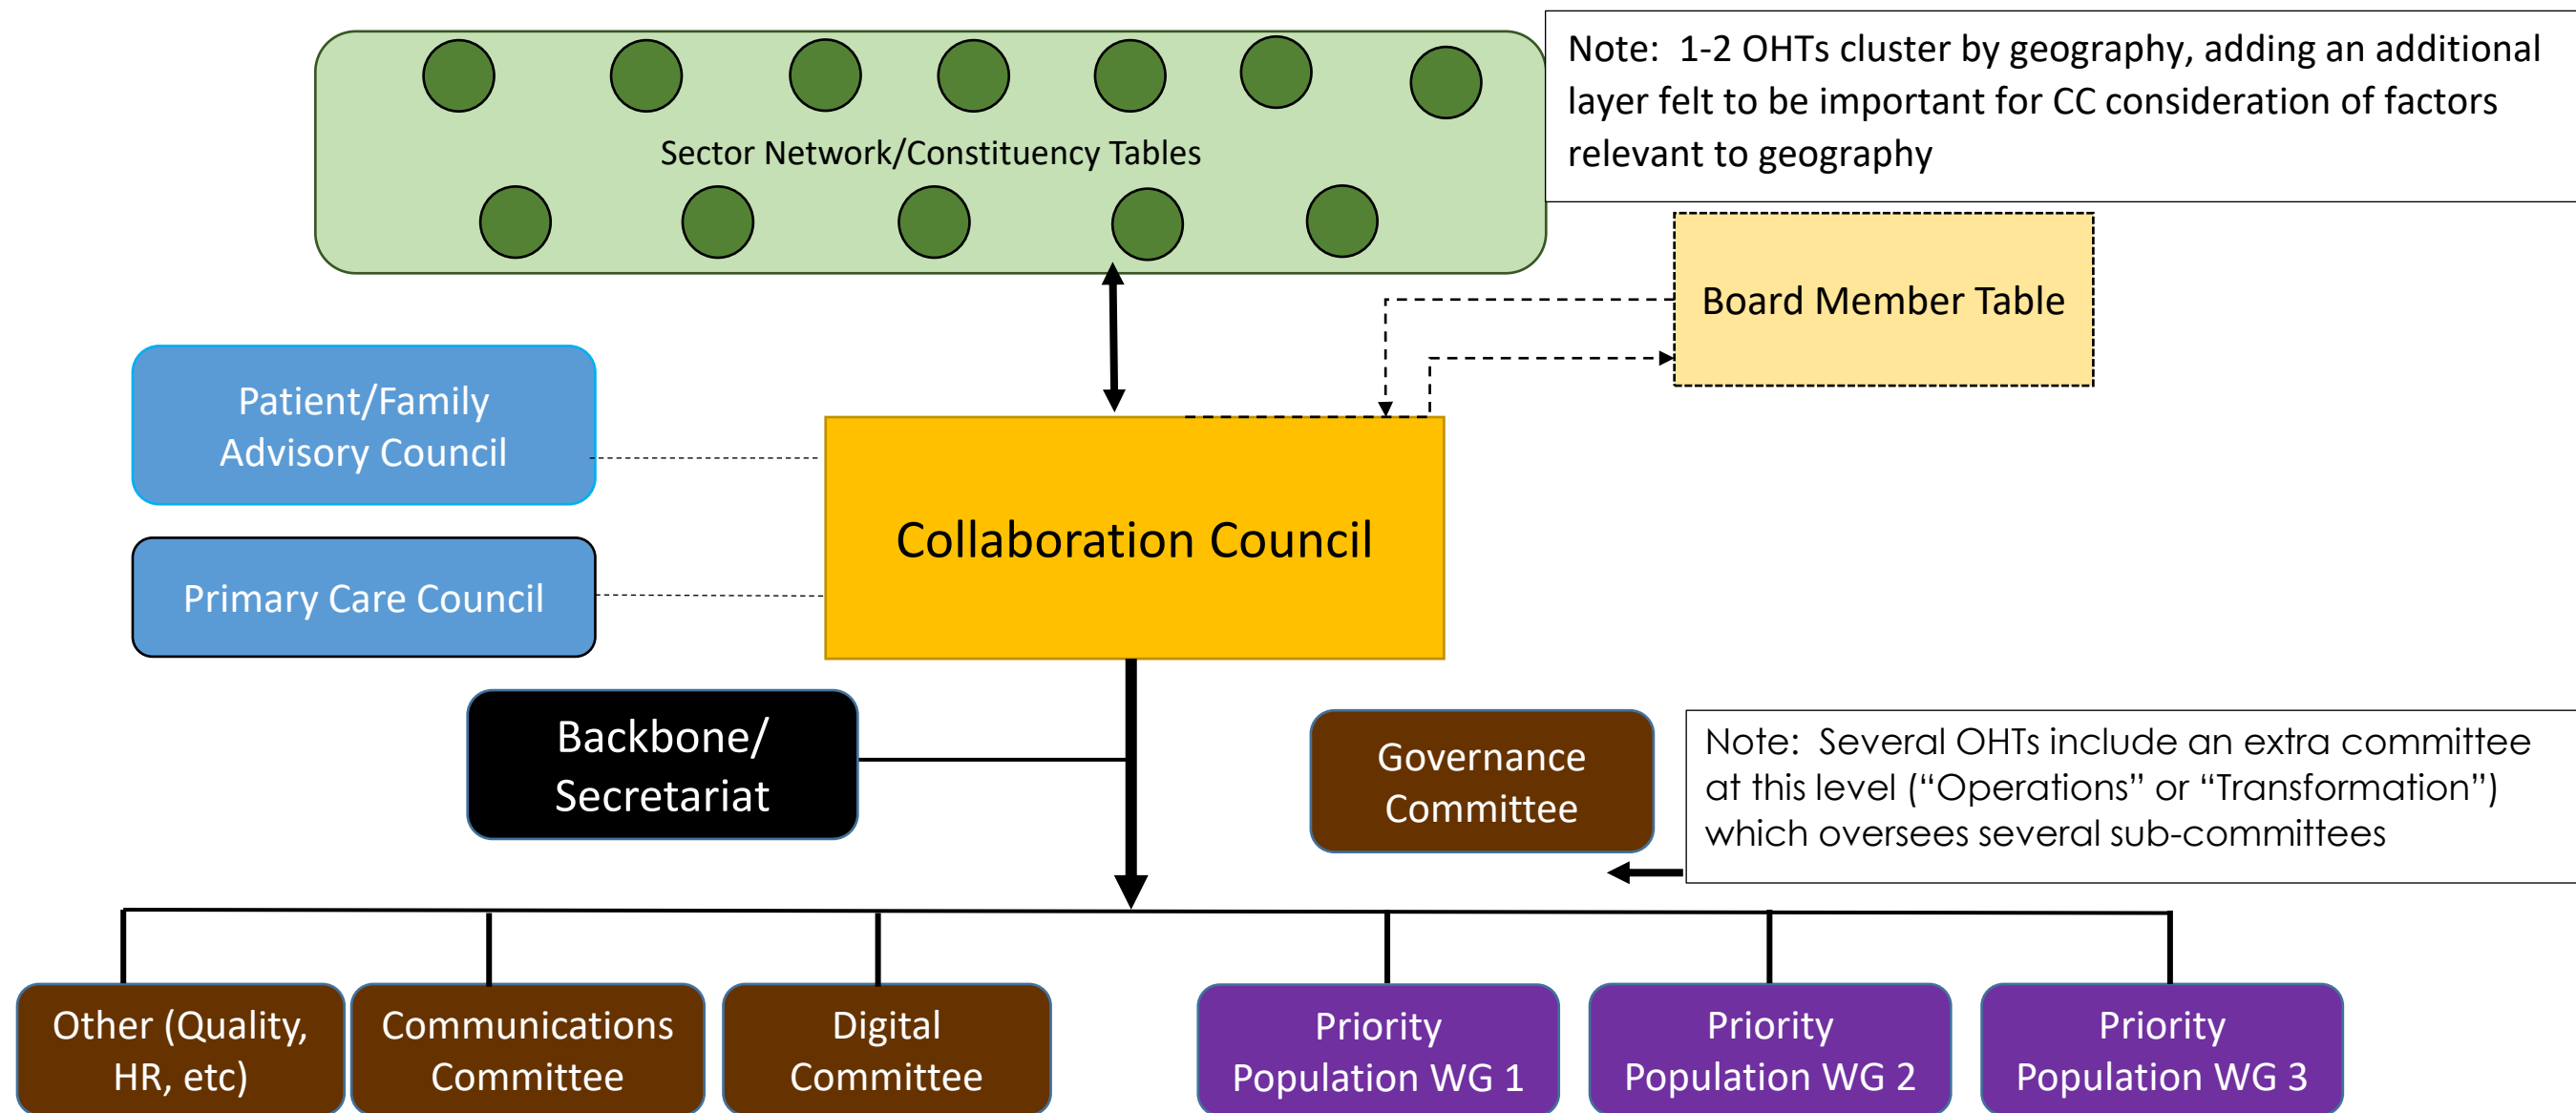 Note:  1-2 OHTs cluster by geography, adding an additional
layer felt to be important for CC consideration of factors
relevant to geography
Sector Network/Constituency Tables
Board Member Table
Patient/Family
Advisory Council
Collaboration Council
Primary Care Council
Backbone/
Secretariat
Governance
Committee
Note:  Several OHTs include an extra committee
at this level (“Operations” or “Transformation”)
which oversees several sub-committees
Other (Quality,
HR, etc)
Communications
Committee
Digital
Committee
Priority
Population WG 1
Priority
Population WG 2
Priority
Population WG 3